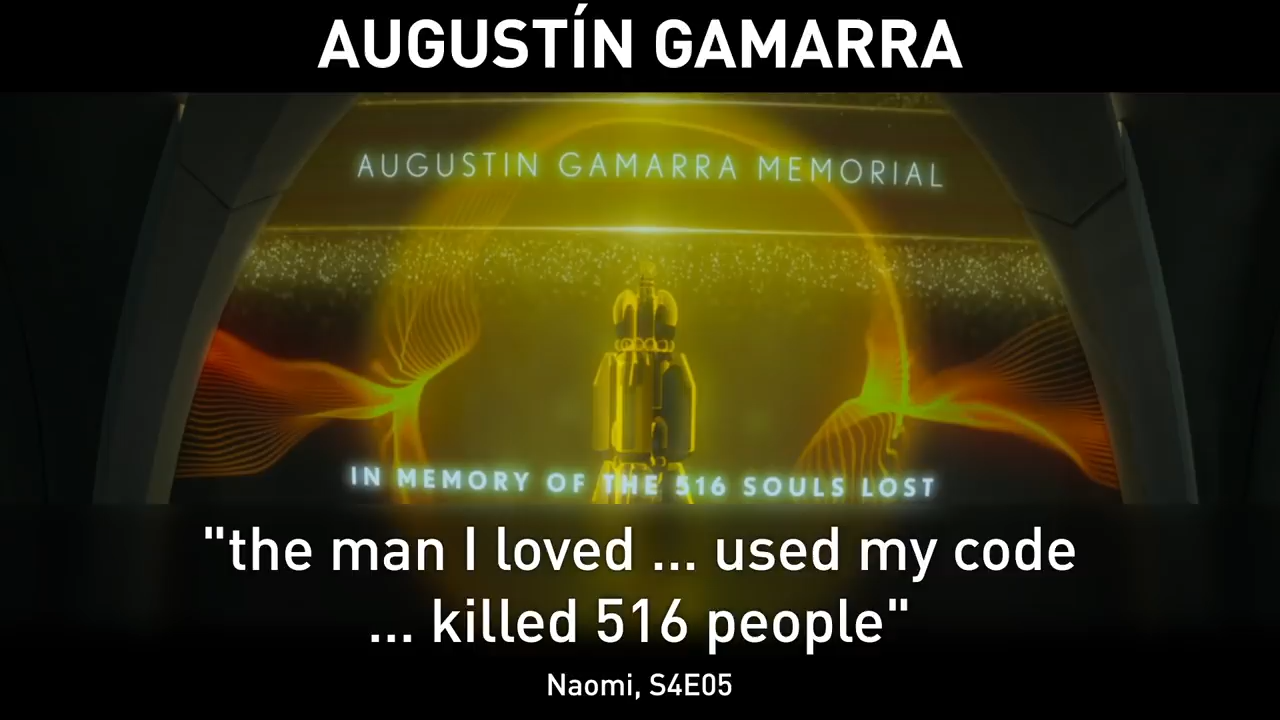 AUGUSTÍN GAMARRA
AUGUSTIN GAMARRA MEMORIAL
IN MEMORY OF THE 516 SOULS LOST
"the man I loved ... used my code
... killed 516 people"
Naomi, S4E05